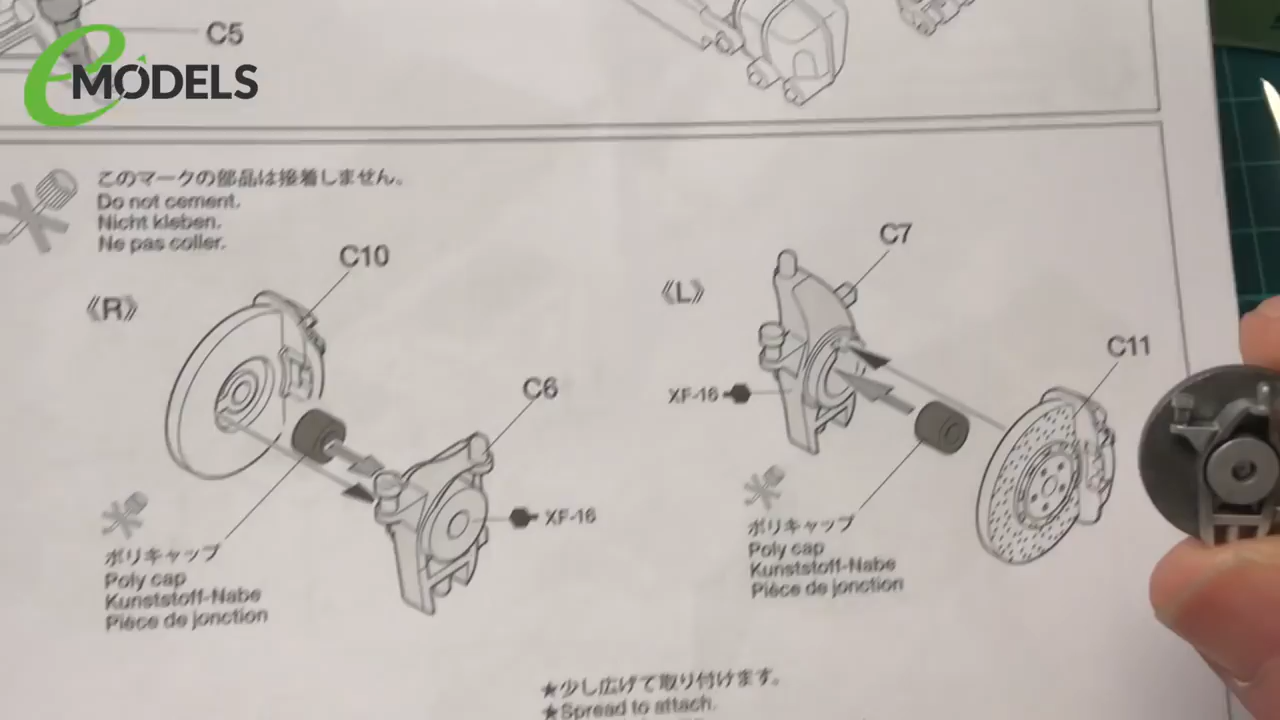 C5
e MODELS
このマークの部品は接着しません。
Do not cement.
Nicht kleben.
Ne pas coller.
《R》
C10
C6
XF-16
ポリキャップ
Poly cap
Kunststoff-Nabe
Pièce de jonction
《L》
C7
C11
XF-16
ポリキャップ
Poly cap
Kunststoff-Nabe
Pièce de jonction
★少し広げて取り付けます。
★Spread to attach.